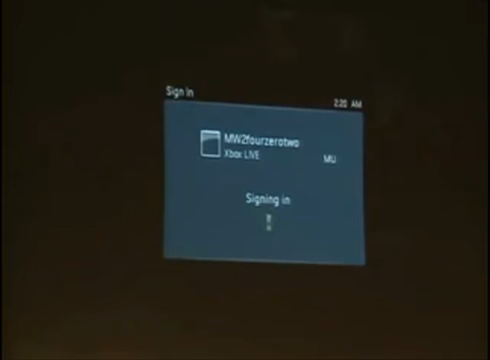 Sign In
2:20 AM
MW2fourzerotwo
Xbox LIVE
MU
Signing in